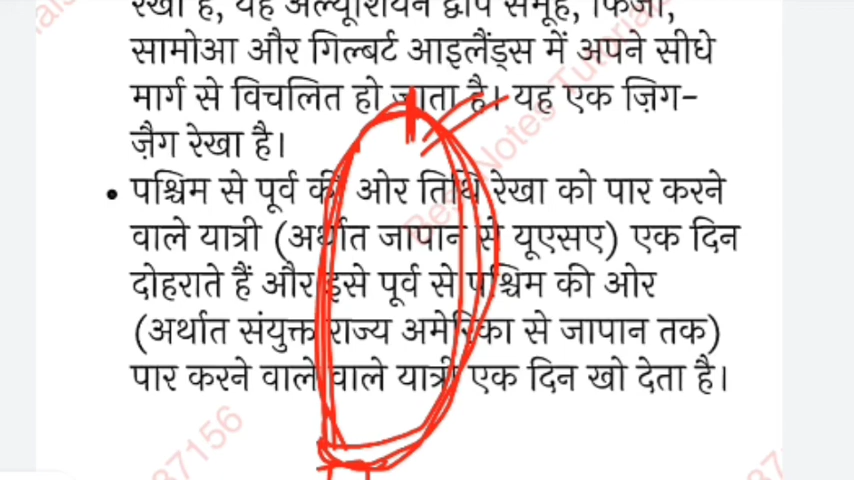 रेखा है, यह अल्यूशियन द्वीप समूह, फिजी,
सामोआ और गिल्बर्ट आइलैंड्स में अपने सीधे
मार्ग से विचलित हो जाता है। यह एक ज़िग-
ज़ैग रेखा है।
• पश्चिम से पूर्व की ओर तिथि रेखा को पार करने
वाले यात्री (अर्थात जापान से यूएसए) एक दिन
दोहराते हैं और इसे पूर्व से पश्चिम की ओर
(अर्थात संयुक्त राज्य अमेरिका से जापान तक)
पार करने वाले वाले यात्री एक दिन खो देता है।
37156